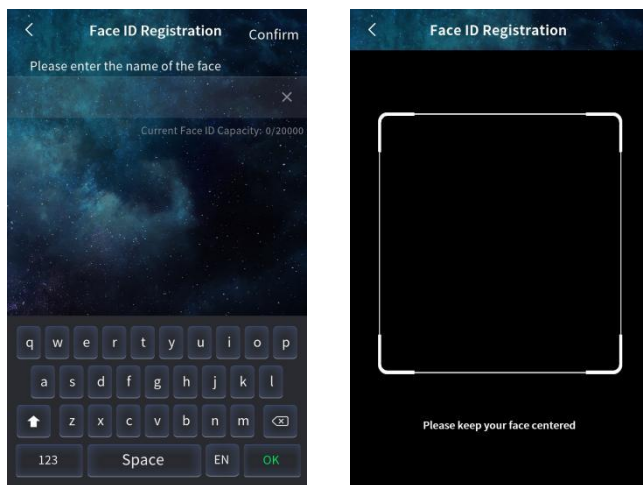 Face ID Registration Confirm
Please enter the name of the face
Current Face ID Capacity: 0/20000
q w e r t y u i o p
a s d f g h j k l
z x c v b n m
123 Space EN OK
Face ID Registration
Please keep your face centered